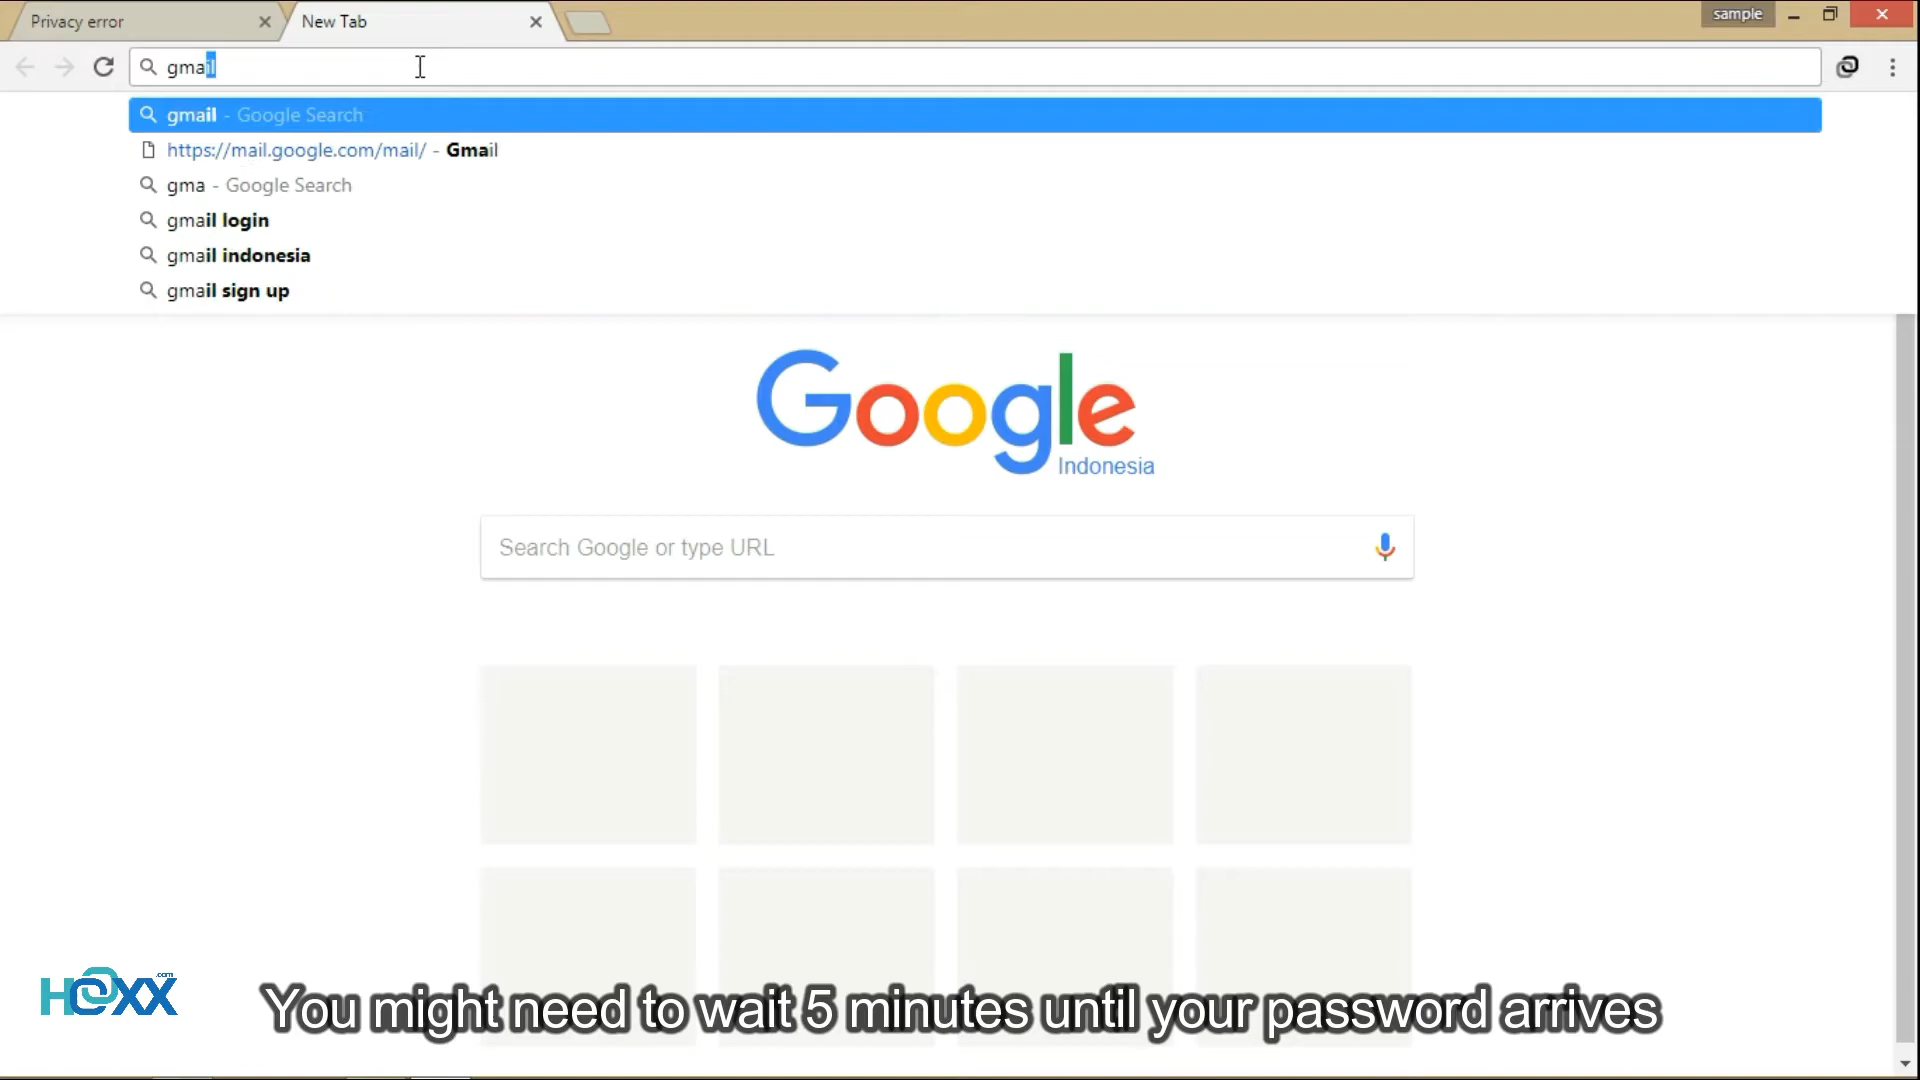 Privacy error
New Tab
sample
gmail
gmail - Google Search
https://mail.google.com/mail/ - Gmail
gma - Google Search
gmail login
gmail indonesia
gmail sign up
Google
Indonesia
Search Google or type URL
HOXX.com
You might need to wait 5 minutes until your password arrives